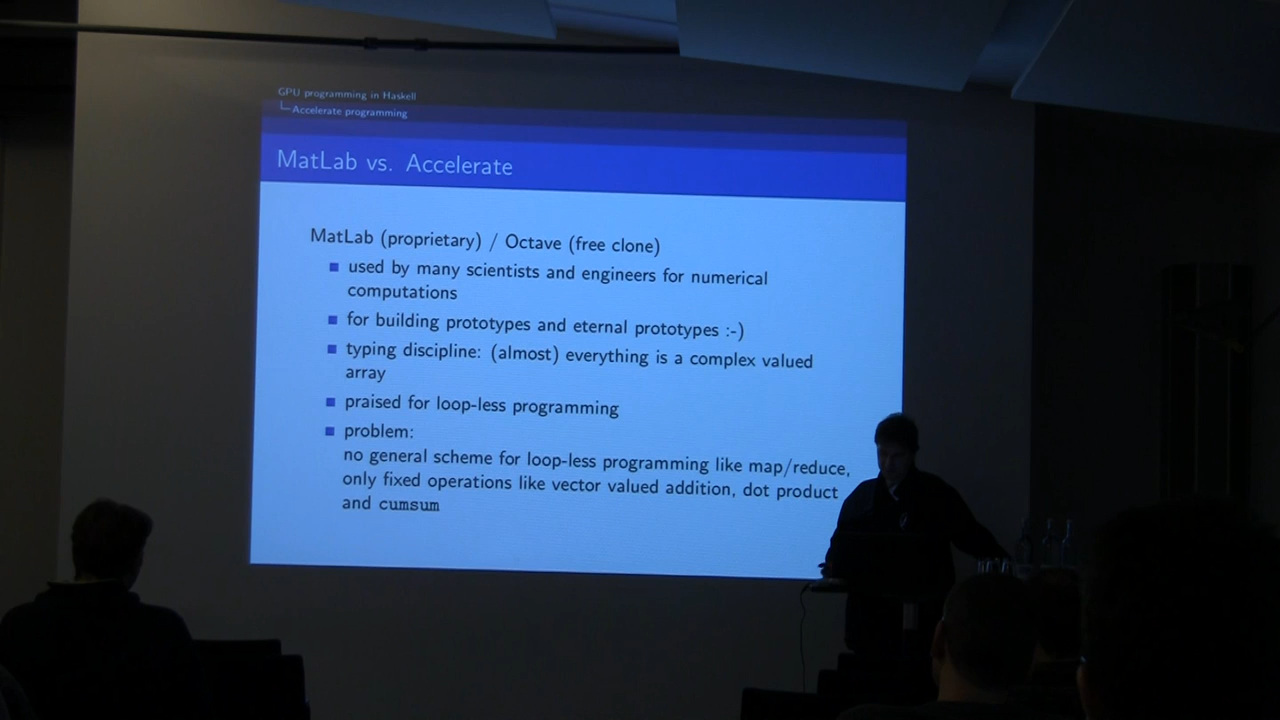 GPU programming in Haskell
Accelerate programming
MatLab vs. Accelerate
MatLab (proprietary) / Octave (free clone)
used by many scientists and engineers for numerical
computations
for building prototypes and eternal prototypes :-)
typing discipline: (almost) everything is a complex valued
array
praised for loop-less programming
problem:
no general scheme for loop-less programming like map/reduce,
only fixed operations like vector valued addition, dot product
and cumsum